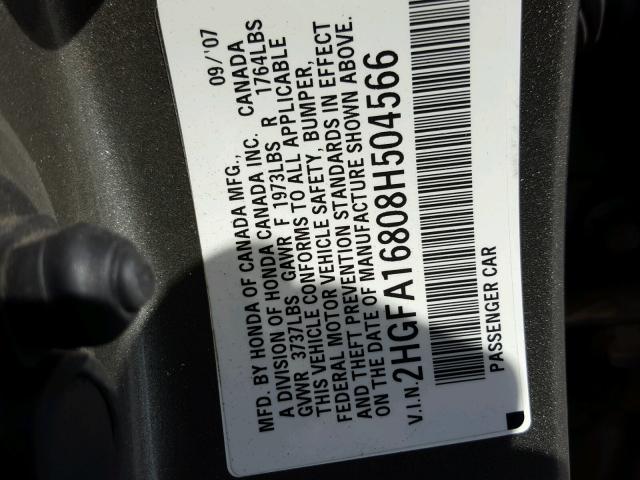 MFD. BY HONDA OF CANADA MFG., 09/'07
A DIVISION OF HONDA CANADA INC. CANADA
GVWR 3737LBS GAWR F 1973LBS R 1764LBS
THIS VEHICLE CONFORMS TO ALL APPLICABLE
FEDERAL MOTOR VEHICLE SAFETY, BUMPER,
AND THEFT PREVENTION STANDARDS IN EFFECT
ON THE DATE OF MANUFACTURE SHOWN ABOVE.
V.I.N. 2HGFA16808H504566
PASSENGER CAR